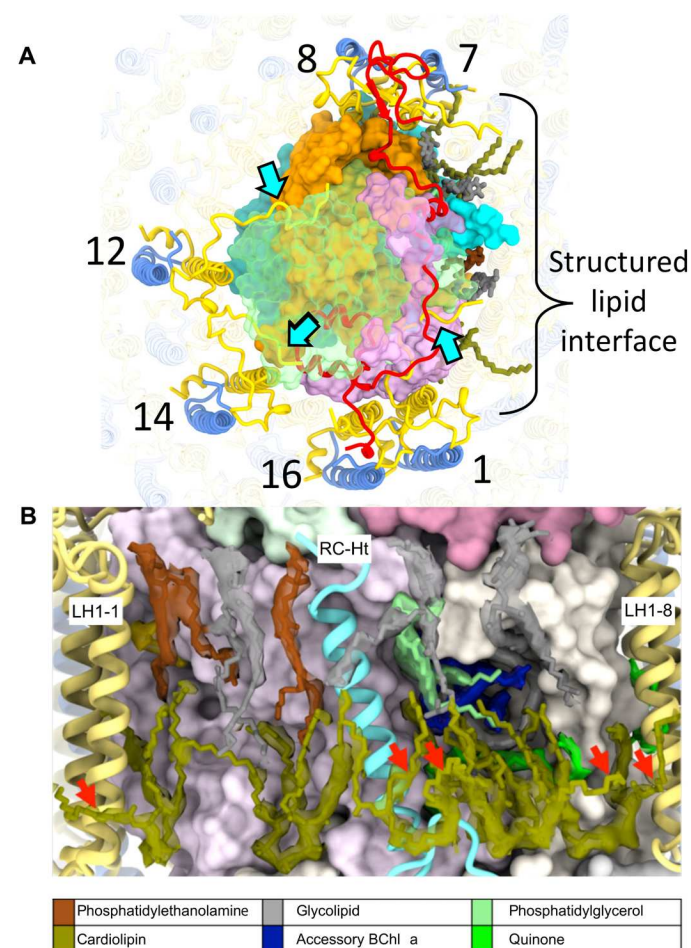 A
8
7
12
Structured
lipid
interface
14
16
1
B
RC-Ht
LH1-1
LH1-8
Phosphatidylethanolamine
Glycolipid
Phosphatidylglycerol
Cardiolipin
Accessory BChl a
Quinone